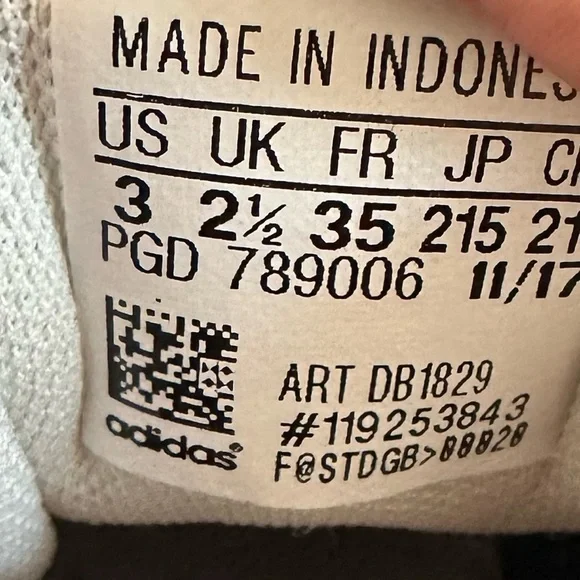 MADE IN INDONES
US UK FR JP C
3 2½ 35 215 21
PGD 789006 11/17
ART DB1829
#119253843
adidas
F@STDGB>00020